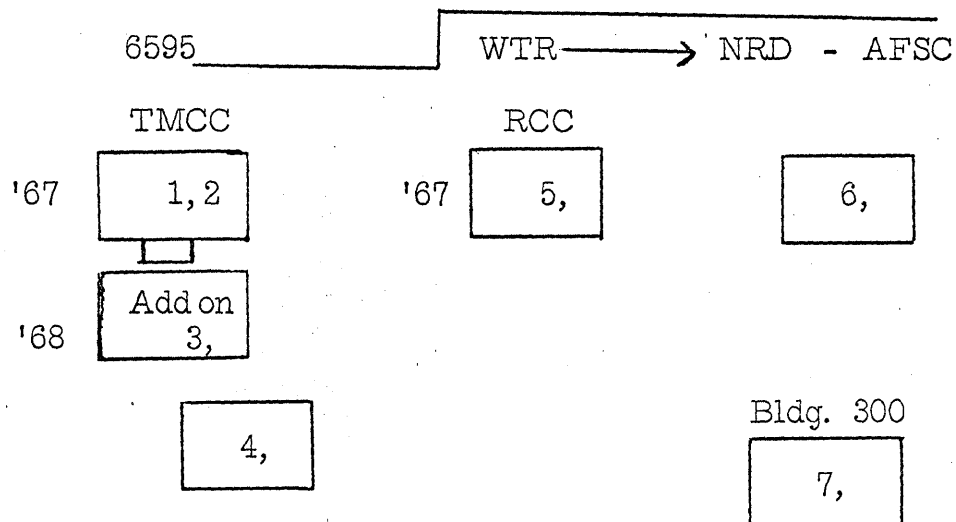 6595 WTR → NRD - AFSC
TMCC RCC
'67 1,2 '67 5, 6,
Add on
'68 3,
Bldg. 300
4,
7,